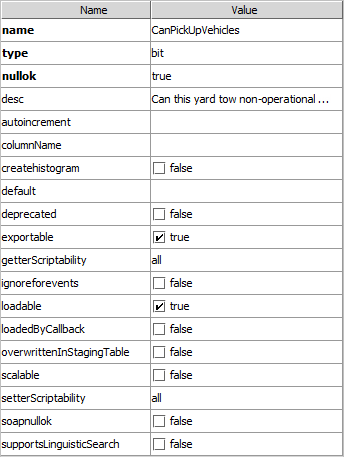 Name Value
name CanPickUpVehicles
type bit
nullok true
desc Can this yard tow non-operational ...
autoincrement
columnName
createhistogram false
default
deprecated false
exportable true
getterScriptability all
ignoreforevents false
loadable true
loadedByCallback false
overwrittenInStagingTable false
scalable false
setterScriptability all
soapnullok false
supportsLinguisticSearch false